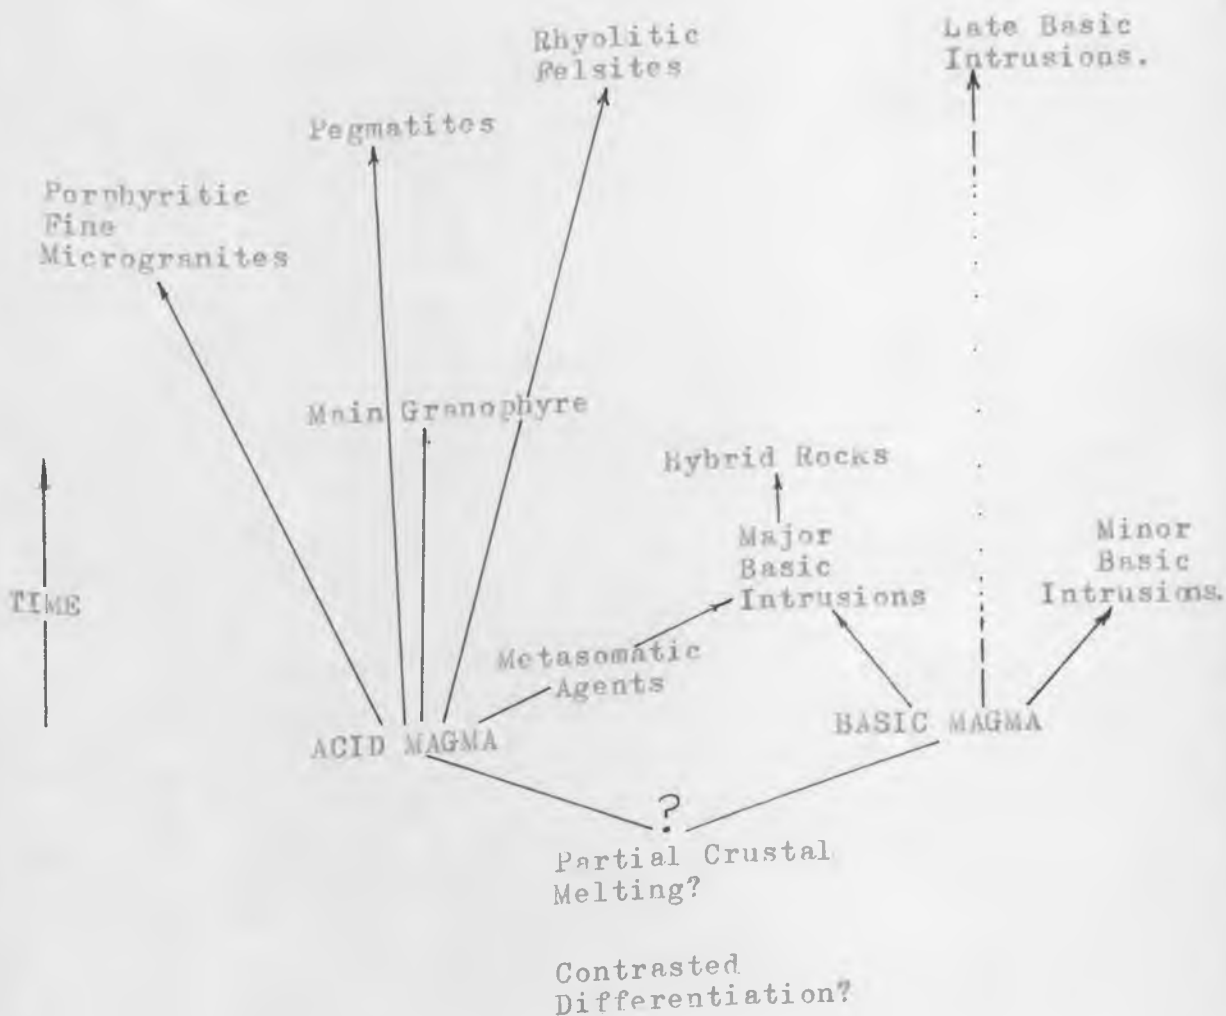 Rhyolitic
Felsites
Late Basic
Intrusions.
Pegmatites
Porphyritic
Fine
Microgranites
Main Granophyre
Hybrid Rocks
Major
Basic
Intrusions
Minor
Basic
Intrusions.
TIME
Metasomatic
Agents
ACID MAGMA
BASIC MAGMA
?
Partial Crustal
Melting?
Contrasted
Differentiation?